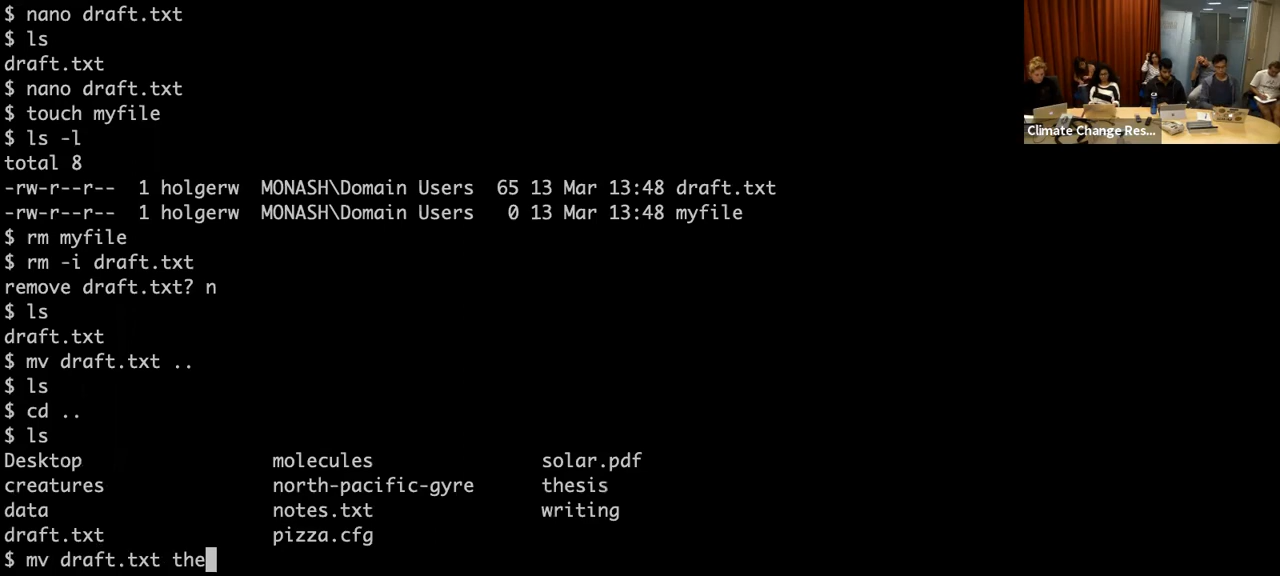 $ nano draft.txt
$ ls
draft.txt
$ nano draft.txt
$ touch myfile
$ ls -l
total 8
-rw-r--r-- 1 holgerw MONASH\Domain Users 65 13 Mar 13:48 draft.txt
-rw-r--r-- 1 holgerw MONASH\Domain Users 0 13 Mar 13:48 myfile
$ rm myfile
$ rm -i draft.txt
remove draft.txt? n
$ ls
draft.txt
$ mv draft.txt ..
$ ls
$ cd ..
$ ls
Desktop molecules solar.pdf
creatures north-pacific-gyre thesis
data notes.txt writing
draft.txt pizza.cfg
$ mv draft.txt the
Climate Change Res...